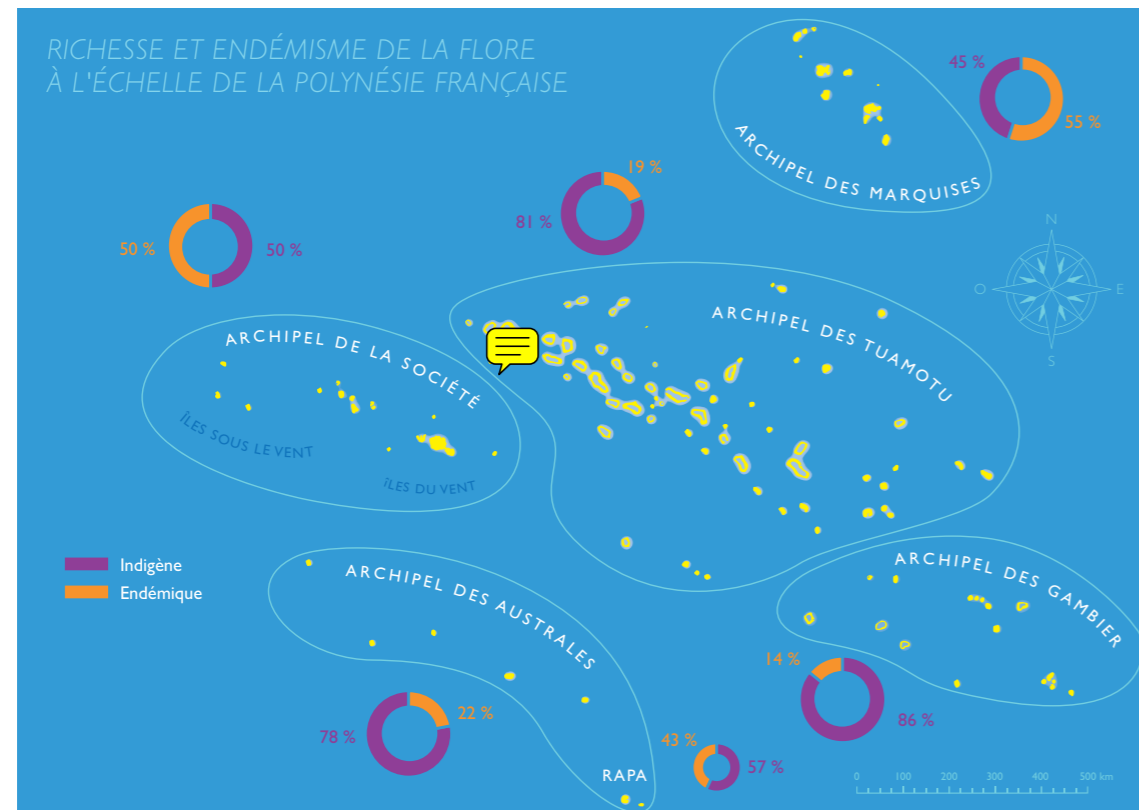 RICHESSE ET ENDÉMISME DE LA FLORE
À L'ÉCHELLE DE LA POLYNÉSIE FRANÇAISE
45 %
55 %
ARCHIPEL DES MARQUISES
19 %
81 %
50 %
50 %
N
O
E
S
ARCHIPEL DES TUAMOTU
ARCHIPEL DE LA SOCIÉTÉ
ÎLES SOUS LE VENT
ÎLES DU VENT
Indigène
Endémique
ARCHIPEL DES AUSTRALES
ARCHIPEL DES GAMBIER
14 %
86 %
22 %
78 %
43 %
57 %
RAPA
0 100 200 300 400 500 km